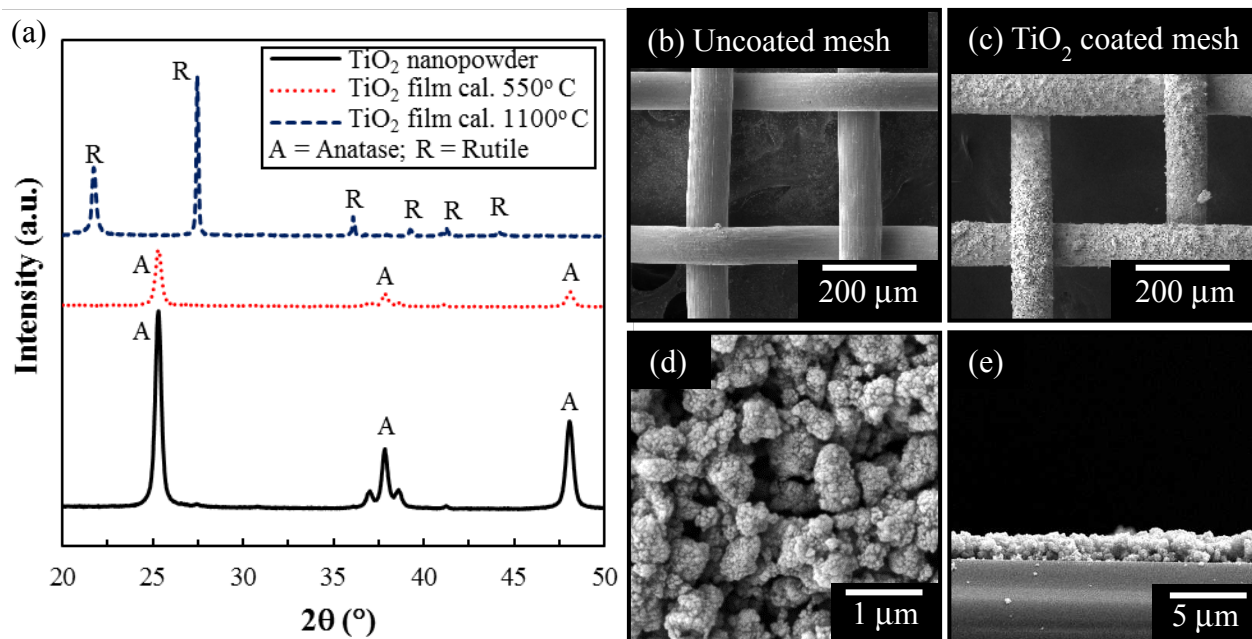 (a)
R
R
R
R
R
R
TiO₂ nanopowder
TiO₂ film cal. 550° C
TiO₂ film cal. 1100° C
A = Anatase; R = Rutile
A
A
A
A
A
A
Intensity (a.u.)
20 25 30 35 40 45 50
2θ (°)
(b) Uncoated mesh
200 µm
(c) TiO₂ coated mesh
200 µm
(d)
1 µm
(e)
5 µm